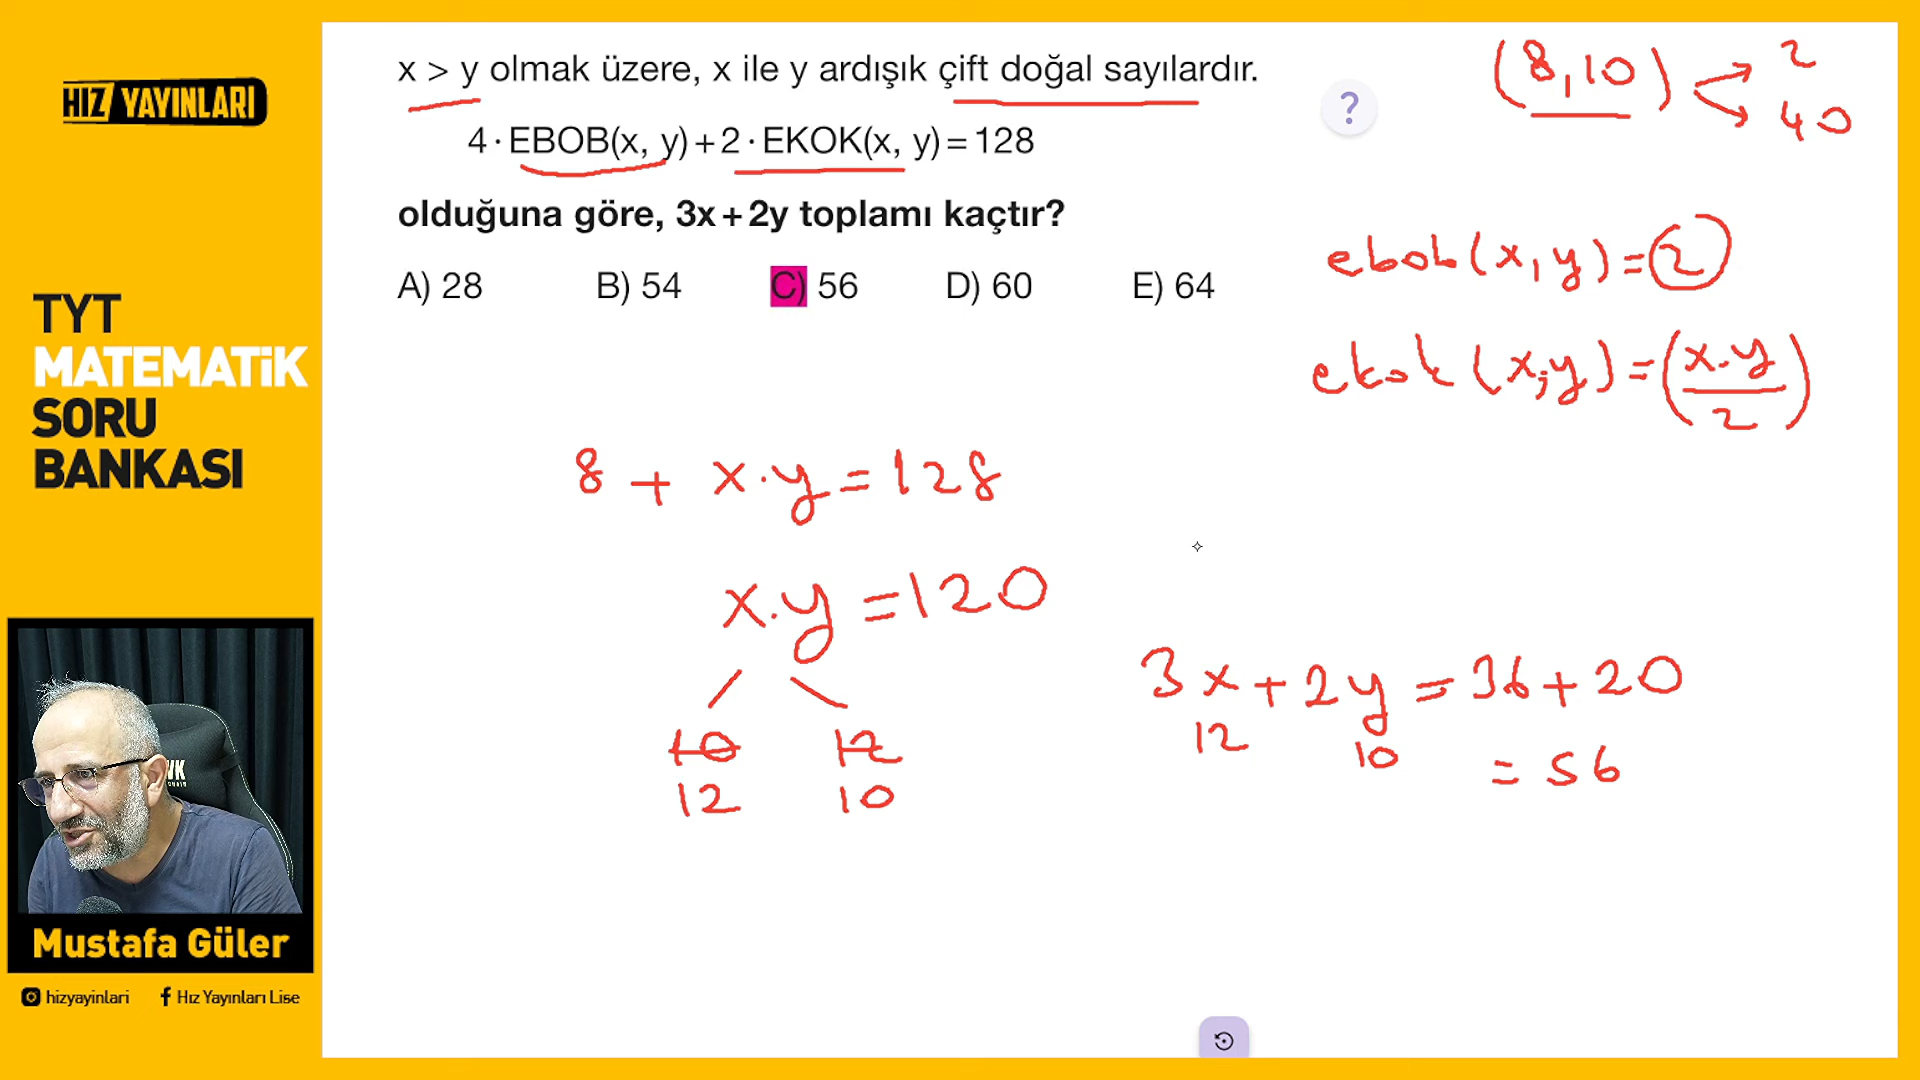 HIZ YAYINLARI
TYT
MATEMATİK
SORU
BANKASI
Mustafa Güler
hizyayinlari
Hız Yayınları Lise
x > y olmak üzere, x ile y ardışık çift doğal sayılardır.
4 · EBOB(x, y) + 2 · EKOK(x, y) = 128
olduğuna göre, 3x + 2y toplamı kaçtır?
A) 28 B) 54 C) 56 D) 60 E) 64
?
(8,10) 2
40
ebob(x,y)=2
ekok(x,y)=(x.y/2)
8 + x.y=128
x.y=120
10 12
12 10
3x+2y=36+20
12 10
=56